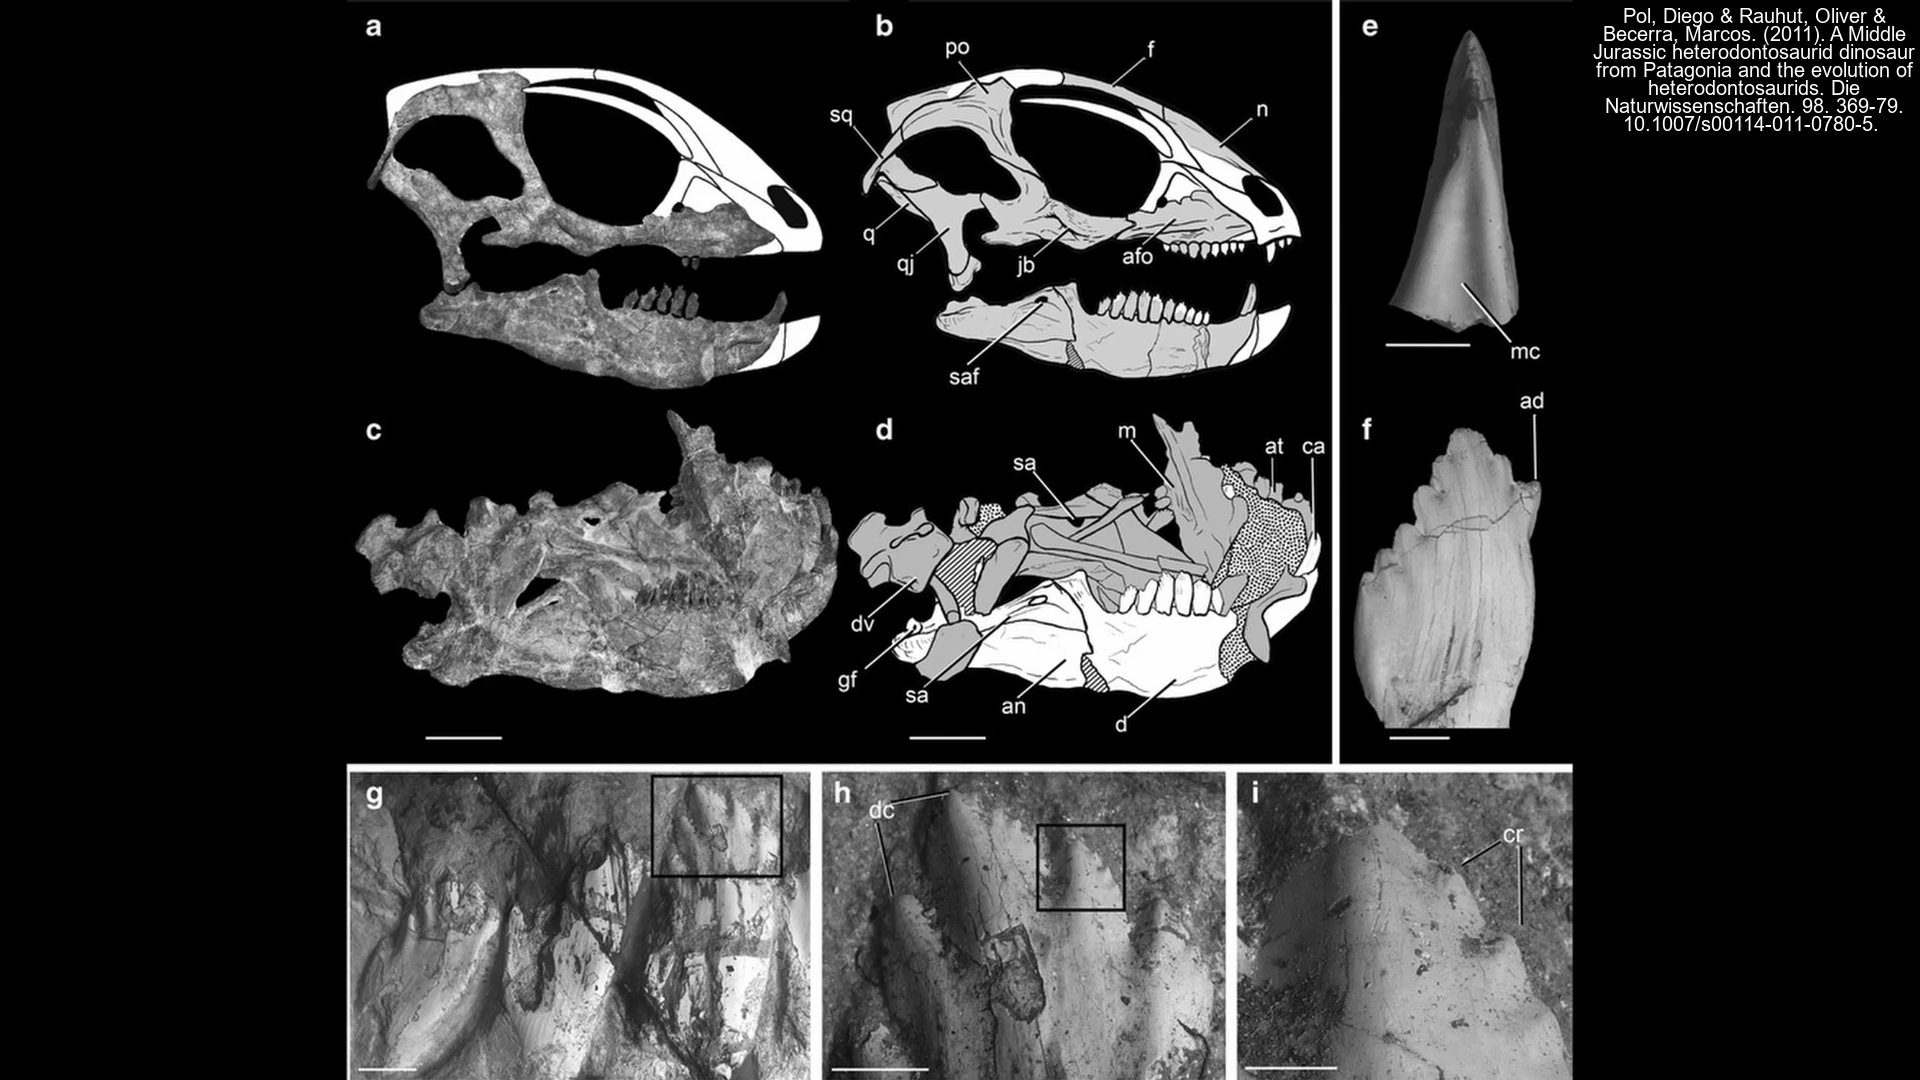 a
b
po
f
sq
n
q
qj
jb
afo
saf
e
mc
Pol, Diego & Rauhut, Oliver &
Becerra, Marcos. (2011). A Middle
Jurassic heterodontosaurid dinosaur
from Patagonia and the evolution of
heterodontosaurids. Die
Naturwissenschaften. 98. 369-79.
10.1007/s00114-011-0780-5.
c
d
m
sa
at
ca
dv
gf
sa
an
d
f
ad
g
h
dc
i
cr